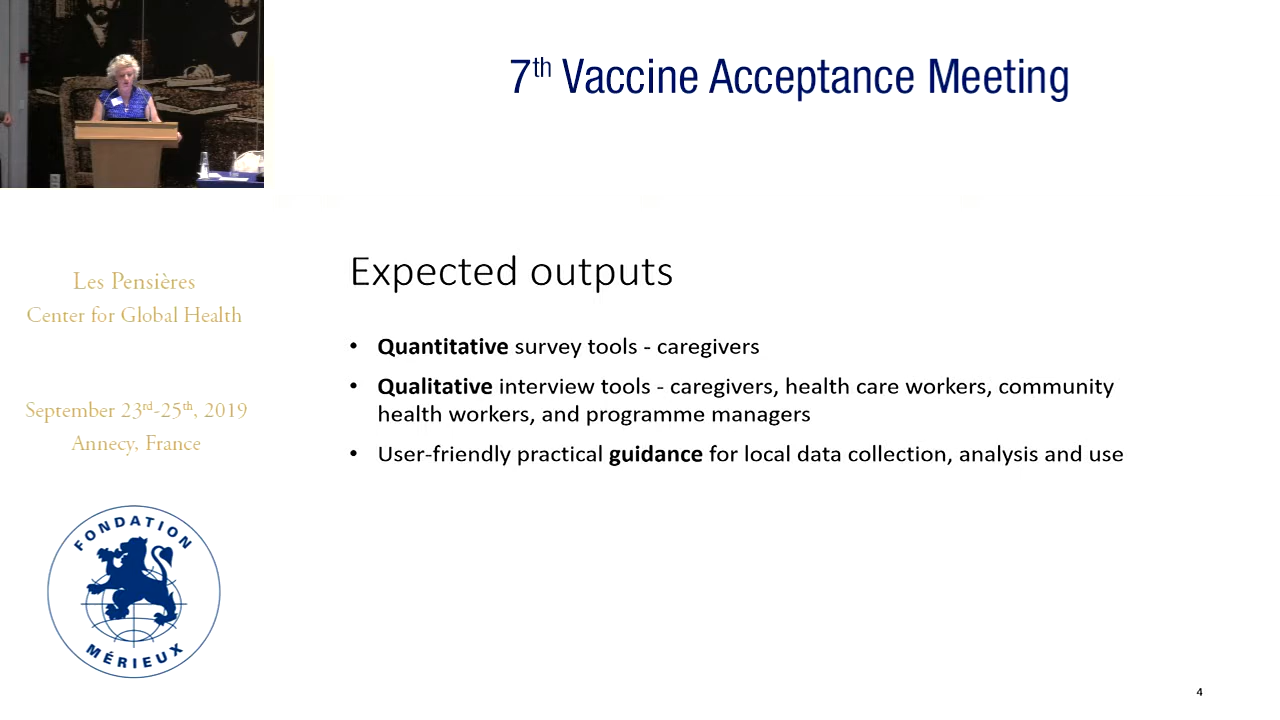 7th Vaccine Acceptance Meeting
Les Pensières
Center for Global Health
September 23rd-25th, 2019
Annecy, France
FONDATION
MÉRIEUX
Expected outputs
• Quantitative survey tools - caregivers
• Qualitative interview tools - caregivers, health care workers, community
health workers, and programme managers
• User-friendly practical guidance for local data collection, analysis and use
4